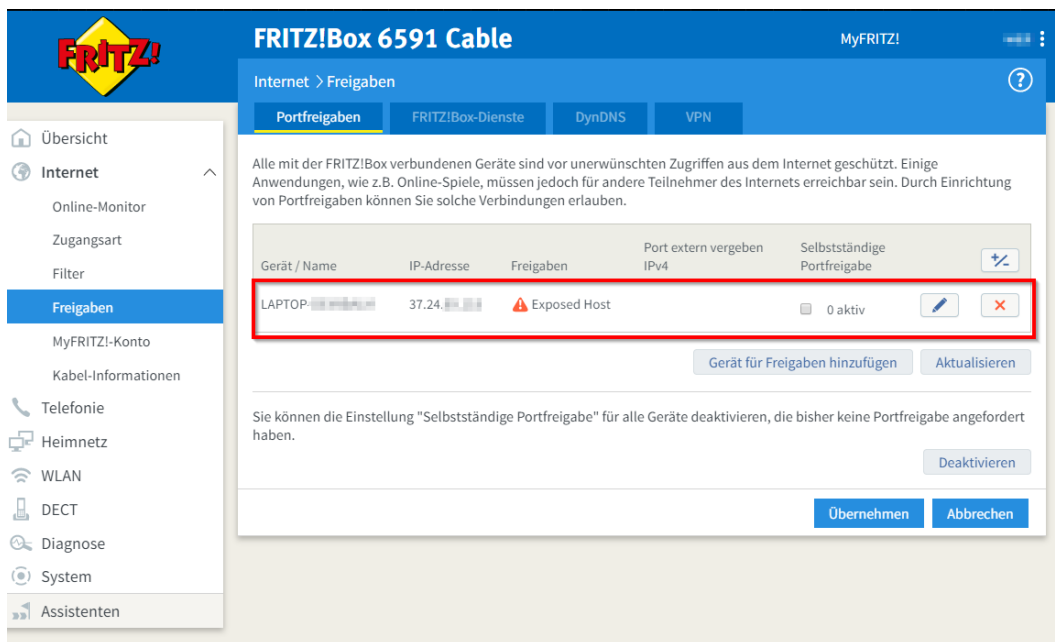 FRITZ!
FRITZ!Box 6591 Cable
MyFRITZ!
Internet > Freigaben
Portfreigaben
FRITZ!Box-Dienste
DynDNS
VPN
Übersicht
Internet
Online-Monitor
Zugangsart
Filter
Freigaben
MyFRITZ!-Konto
Kabel-Informationen
Telefonie
Heimnetz
WLAN
DECT
Diagnose
System
Assistenten
Alle mit der FRITZ!Box verbundenen Geräte sind vor unerwünschten Zugriffen aus dem Internet geschützt. Einige
Anwendungen, wie z.B. Online-Spiele, müssen jedoch für andere Teilnehmer des Internets erreichbar sein. Durch Einrichtung
von Portfreigaben können Sie solche Verbindungen erlauben.
Gerät / Name
IP-Adresse
Freigaben
Port extern vergeben
IPv4
Selbstständige
Portfreigabe
LAPTOP-
37.24.
Exposed Host
0 aktiv
Gerät für Freigaben hinzufügen
Aktualisieren
Sie können die Einstellung "Selbstständige Portfreigabe" für alle Geräte deaktivieren, die bisher keine Portfreigabe angefordert
haben.
Deaktivieren
Übernehmen
Abbrechen